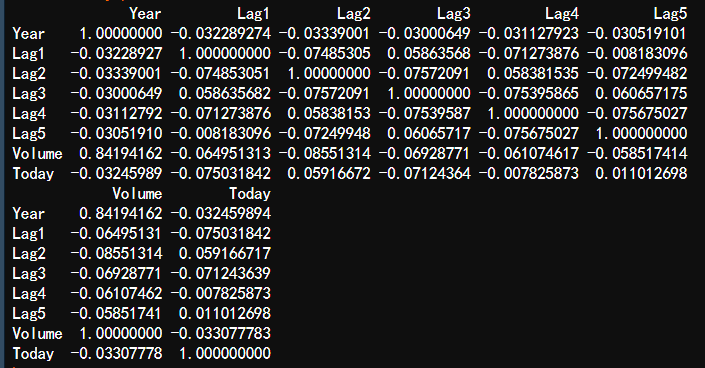 Year Lag1 Lag2 Lag3 Lag4 Lag5
Year 1.00000000 -0.032289274 -0.03339001 -0.03000649 -0.031127923 -0.030519101
Lag1 -0.03228927 1.000000000 -0.07485305 0.05863568 -0.071273876 -0.008183096
Lag2 -0.03339001 -0.074853051 1.00000000 -0.07572091 0.058381535 -0.072499482
Lag3 -0.03000649 0.058635682 -0.07572091 1.00000000 -0.075395865 0.060657175
Lag4 -0.03112792 -0.071273876 0.05838153 -0.07539587 1.000000000 -0.075675027
Lag5 -0.03051910 -0.008183096 -0.07249948 0.06065717 -0.075675027 1.000000000
Volume 0.84194162 -0.064951313 -0.08551314 -0.06928771 -0.061074617 -0.058517414
Today -0.03245989 -0.075031842 0.05916672 -0.07124364 -0.007825873 0.011012698
Volume Today
Year 0.84194162 -0.032459894
Lag1 -0.06495131 -0.075031842
Lag2 -0.08551314 0.059166717
Lag3 -0.06928771 -0.071243639
Lag4 -0.06107462 -0.007825873
Lag5 -0.05851741 0.011012698
Volume 1.00000000 -0.033077783
Today -0.03307778 1.000000000